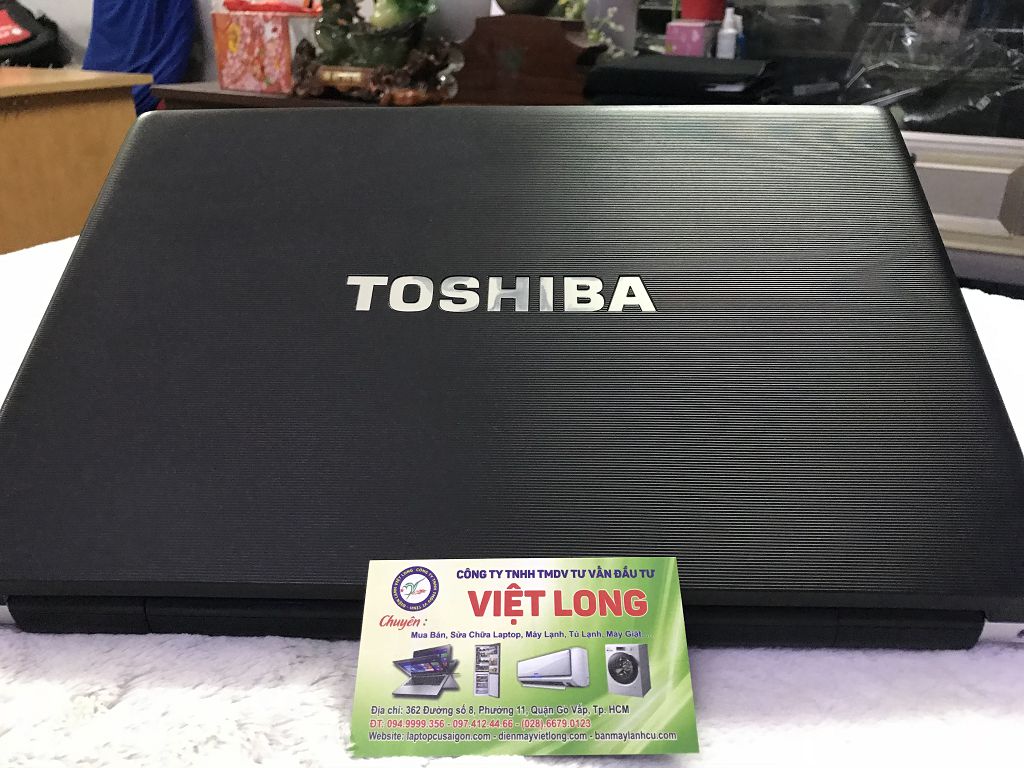 TOSHIBA
CÔNG TY TNHH TMDV TƯ VẤN ĐẦU TƯ
VIỆT LONG
Chuyên :
Mua Bán, Sửa Chữa Laptop, Máy Lạnh, Tủ Lạnh, Máy Giặt...
Địa chỉ: 362 Đường số 8, Phường 11, Quận Gò Vấp, Tp. HCM
ĐT: 094.9999.356 - 097.412.44.66 - (028).6679.0123
Website: laptopcusaigon.com - dienmayvietlong.com - banmaylanhcu.com